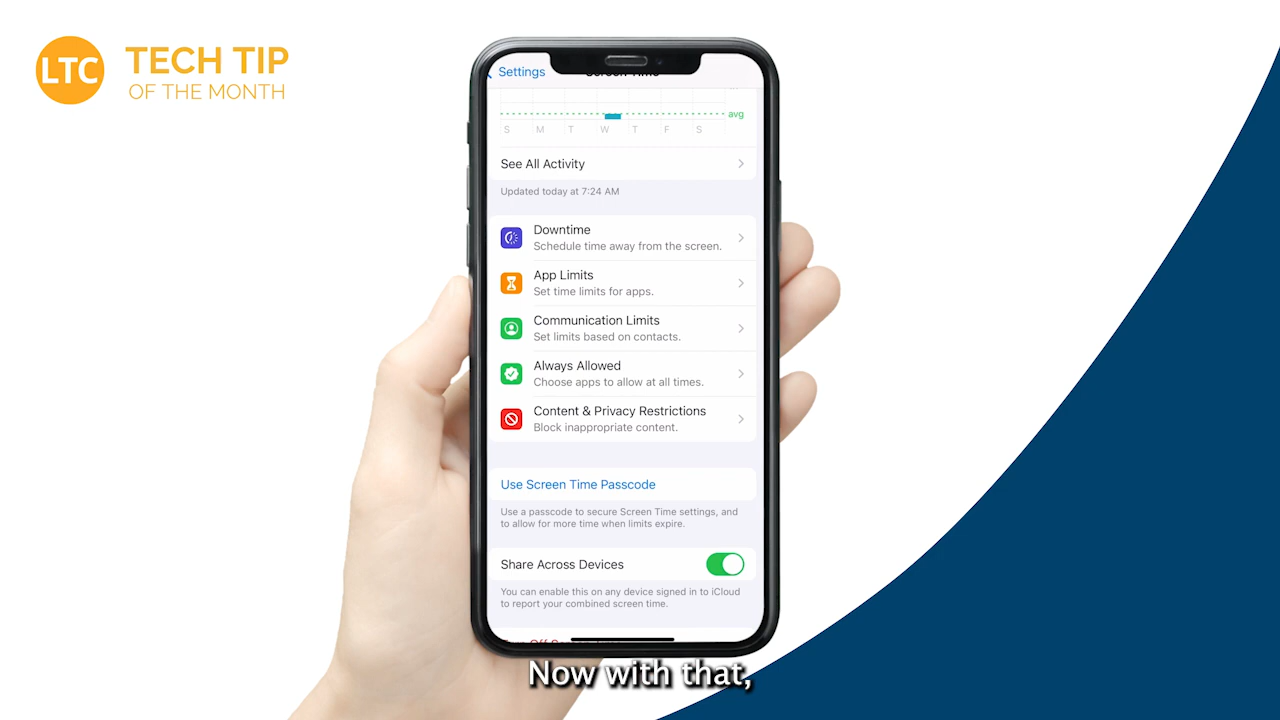 LTC
TECH TIP
OF THE MONTH
Settings
Screen Time
avg
S M T W T F S
See All Activity
Updated today at 7:24 AM
Downtime
Schedule time away from the screen.
App Limits
Set time limits for apps.
Communication Limits
Set limits based on contacts.
Always Allowed
Choose apps to allow at all times.
Content & Privacy Restrictions
Block inappropriate content.
Use Screen Time Passcode
Use a passcode to secure Screen Time settings, and
to allow for more time when limits expire.
Share Across Devices
You can enable this on any device signed in to iCloud
to report your combined screen time.
Now with that,